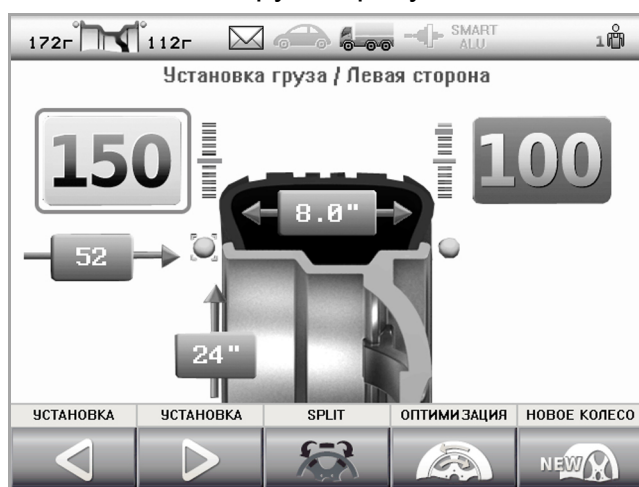 172г 112г SMART ALU 1
Установка груза / Левая сторона
150 100
8.0"
52
24"
УСТАНОВКА УСТАНОВКА SPLIT ОПТИМИЗАЦИЯ НОВОЕ КОЛЕСО
NEW